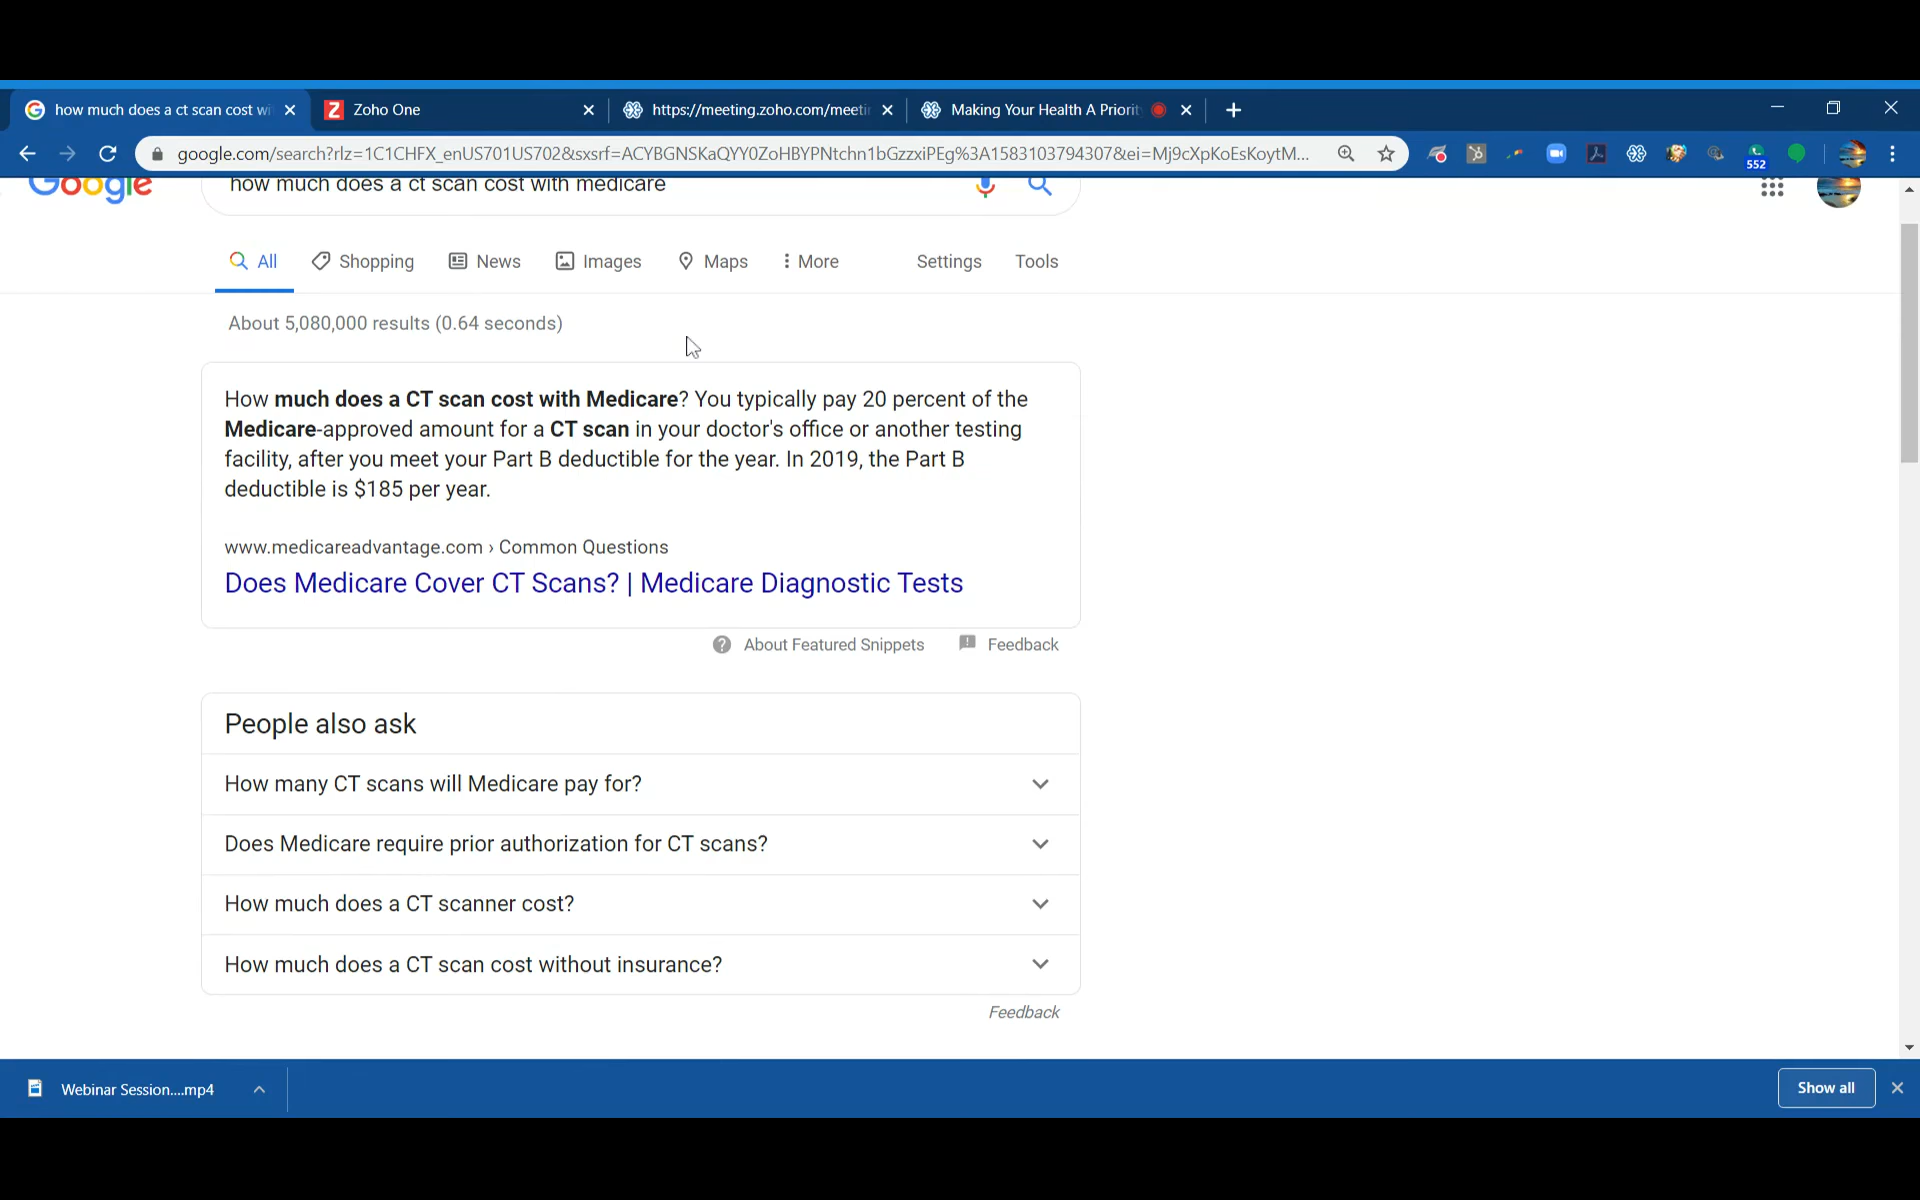 how much does a ct scan cost wi
Zoho One
https://meeting.zoho.com/meetin
Making Your Health A Priorit
google.com/search?rlz=1C1CHFX_enUS701US702&sxsrf=ACYBGNSKaQYY0ZoHBYPNtchn1bGzzxiPEg%3A1583103794307&ei=Mj9cXpKoEsKoytM...
552
Google
how much does a ct scan cost with medicare
All
Shopping
News
Images
Maps
More
Settings
Tools
About 5,080,000 results (0.64 seconds)
How much does a CT scan cost with Medicare? You typically pay 20 percent of the
Medicare-approved amount for a CT scan in your doctor's office or another testing
facility, after you meet your Part B deductible for the year. In 2019, the Part B
deductible is $185 per year.
www.medicareadvantage.com › Common Questions
Does Medicare Cover CT Scans? | Medicare Diagnostic Tests
About Featured Snippets
Feedback
People also ask
How many CT scans will Medicare pay for?
Does Medicare require prior authorization for CT scans?
How much does a CT scanner cost?
How much does a CT scan cost without insurance?
Feedback
Webinar Session....mp4
Show all